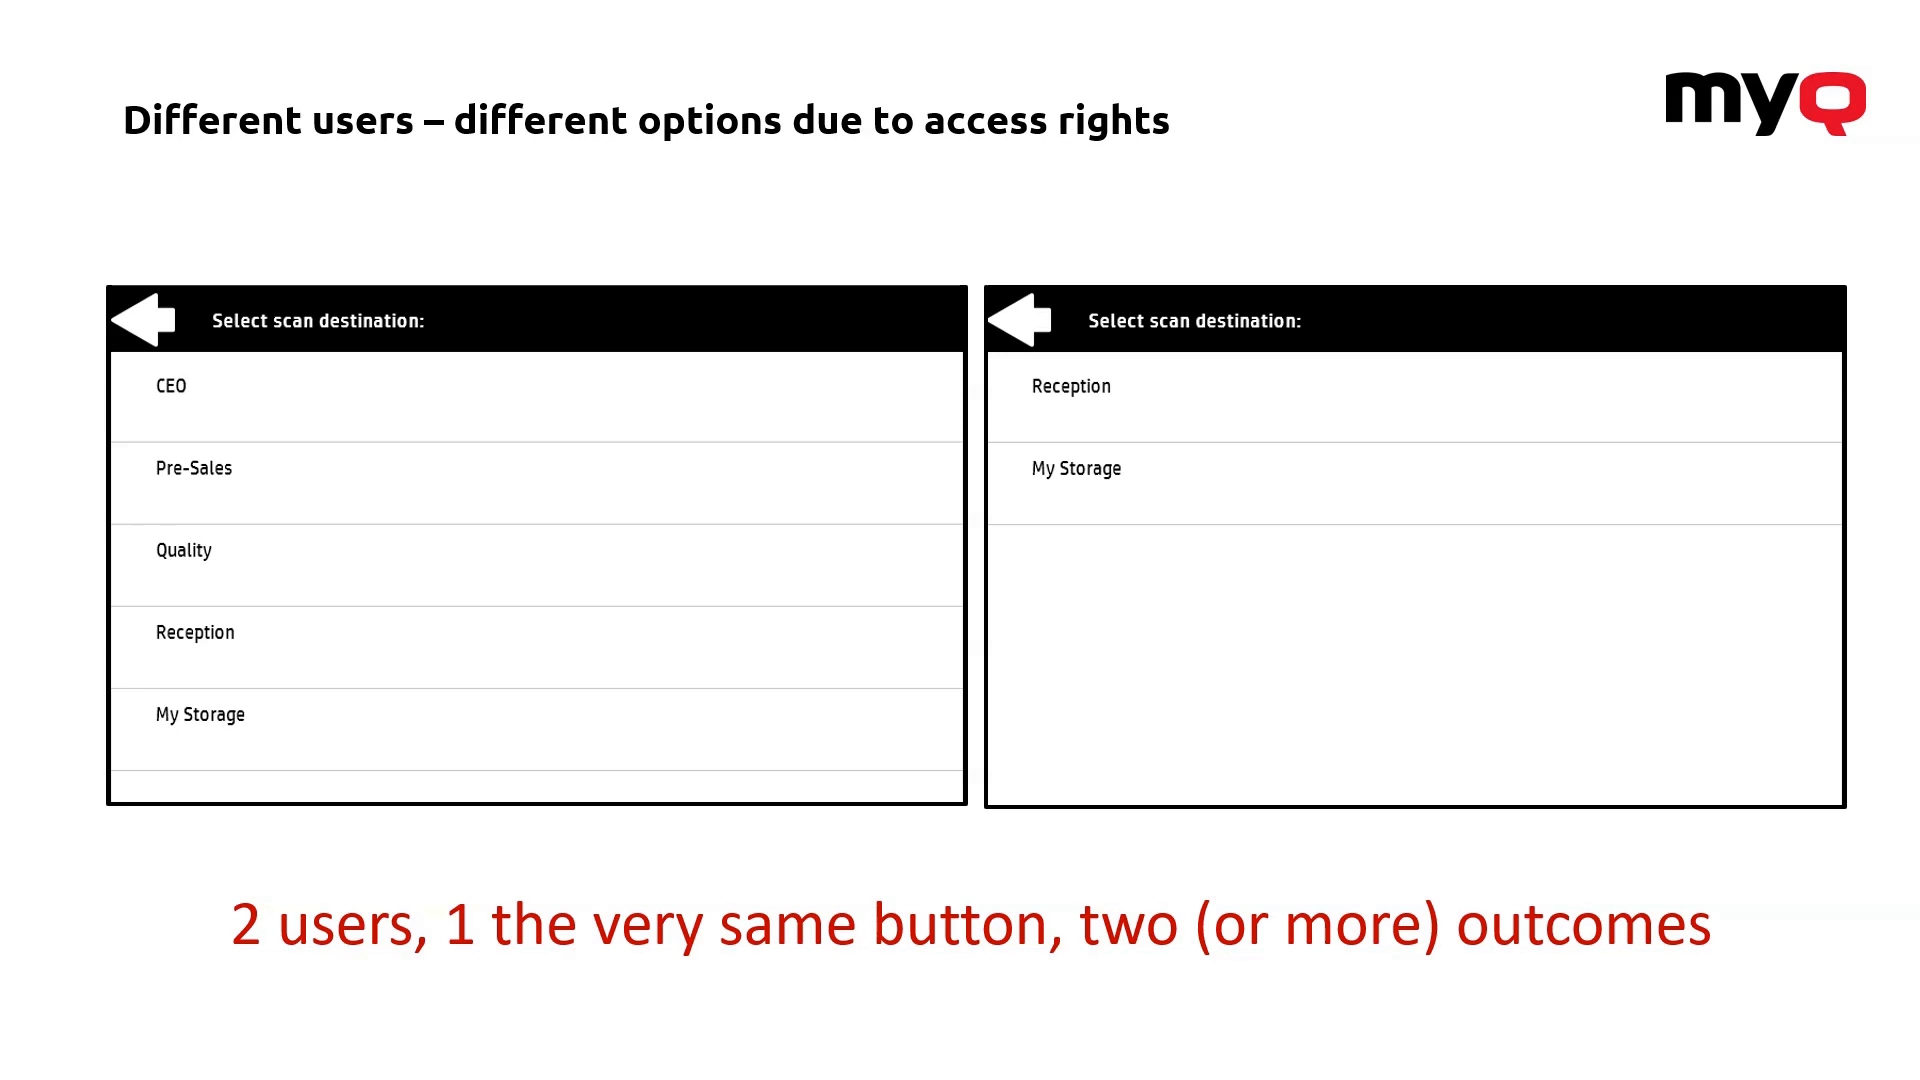 myQ
Different users – different options due to access rights
Select scan destination:
CEO
Pre-Sales
Quality
Reception
My Storage
Select scan destination:
Reception
My Storage
2 users, 1 the very same button, two (or more) outcomes